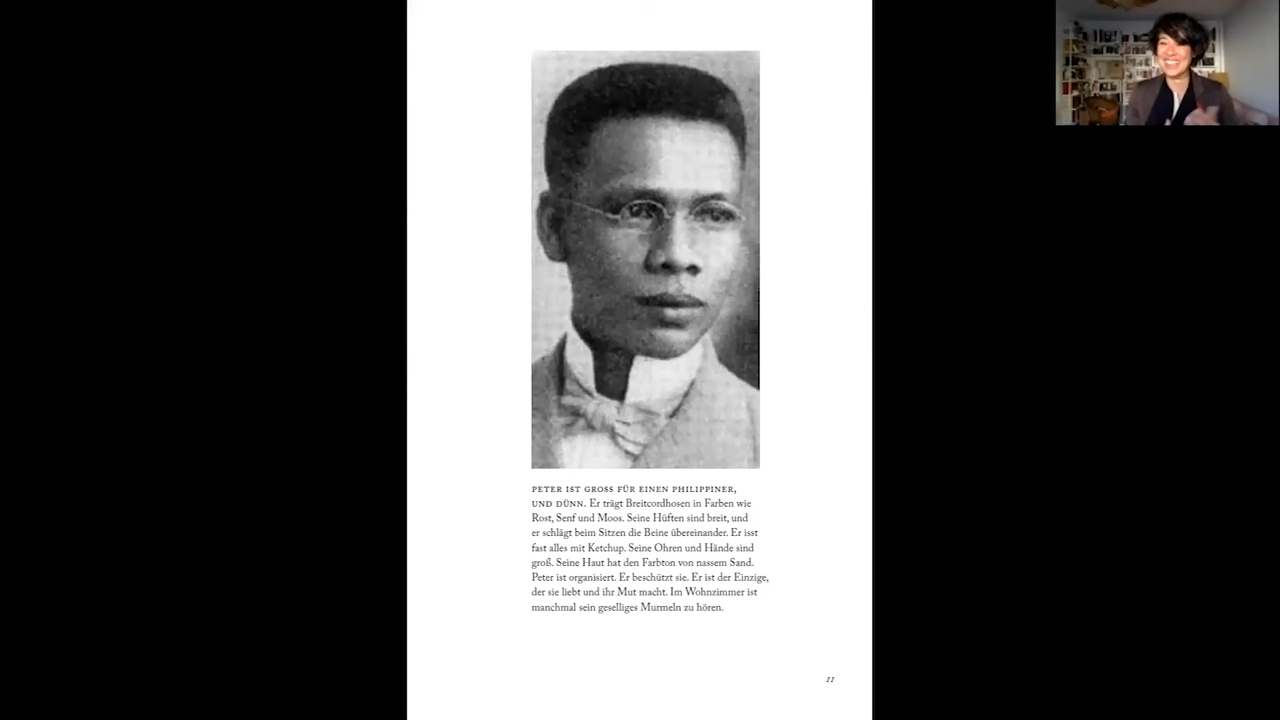 PETER IST GROSS FÜR EINEN PHILIPPINER,
UND DÜNN. Er trägt Breitcordhosen in Farben wie
Rost, Senf und Moos. Seine Hüften sind breit, und
er schlägt beim Sitzen die Beine übereinander. Er isst
fast alles mit Ketchup. Seine Ohren und Hände sind
groß. Seine Haut hat den Farbton von nassem Sand.
Peter ist organisiert. Er beschützt sie. Er ist der Einzige,
der sie liebt und ihr Mut macht. Im Wohnzimmer ist
manchmal sein geselliges Murmeln zu hören.
11